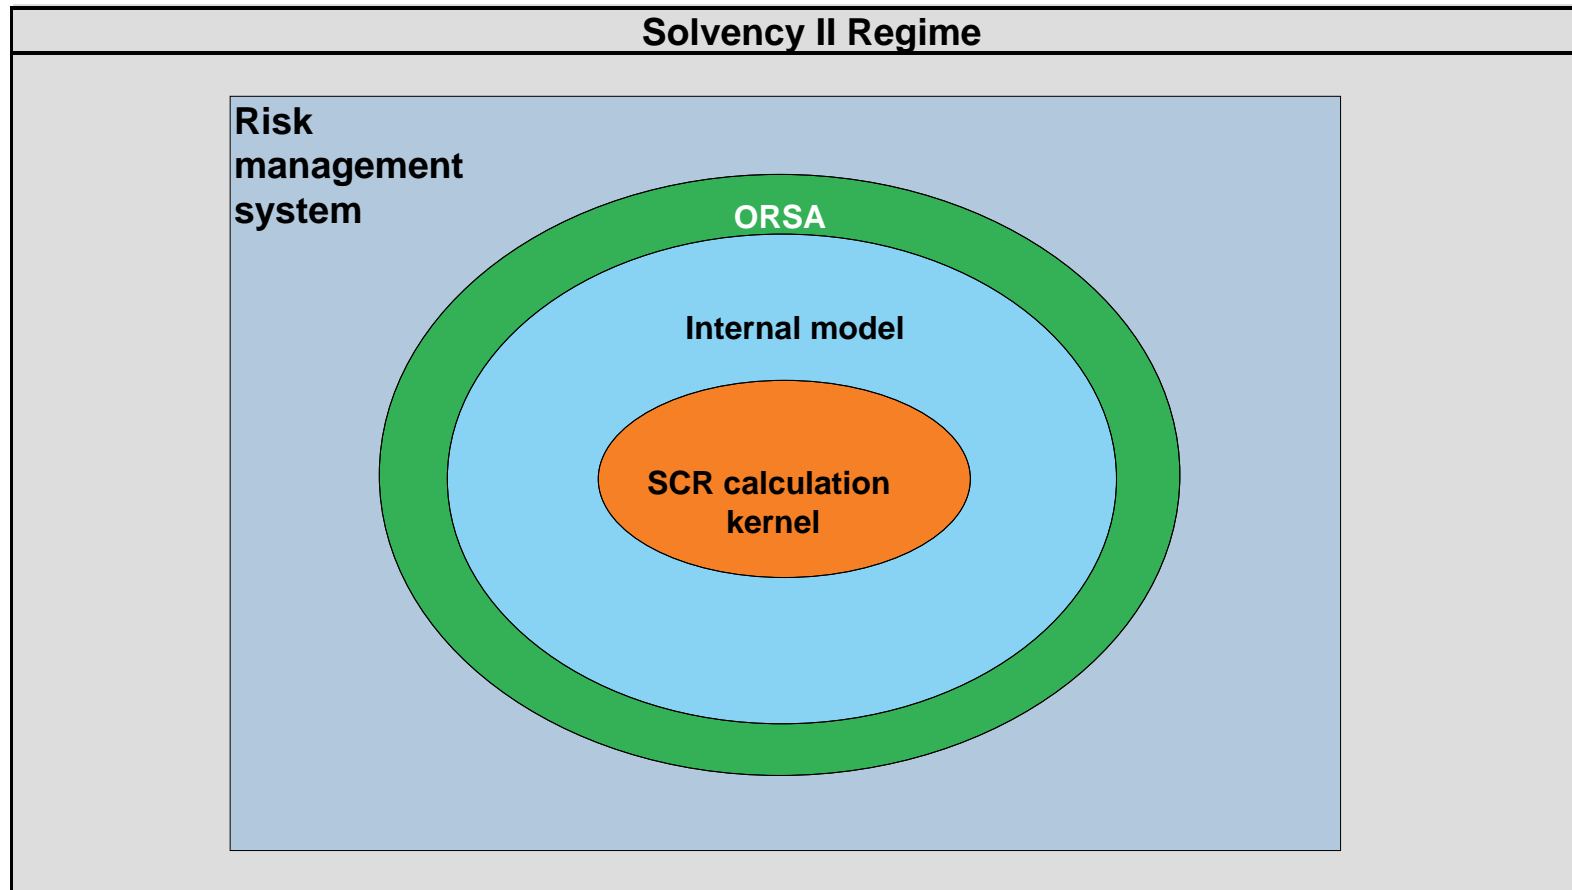 Solvency II Regime
Risk
management
system
ORSA
Internal model
SCR calculation
kernel